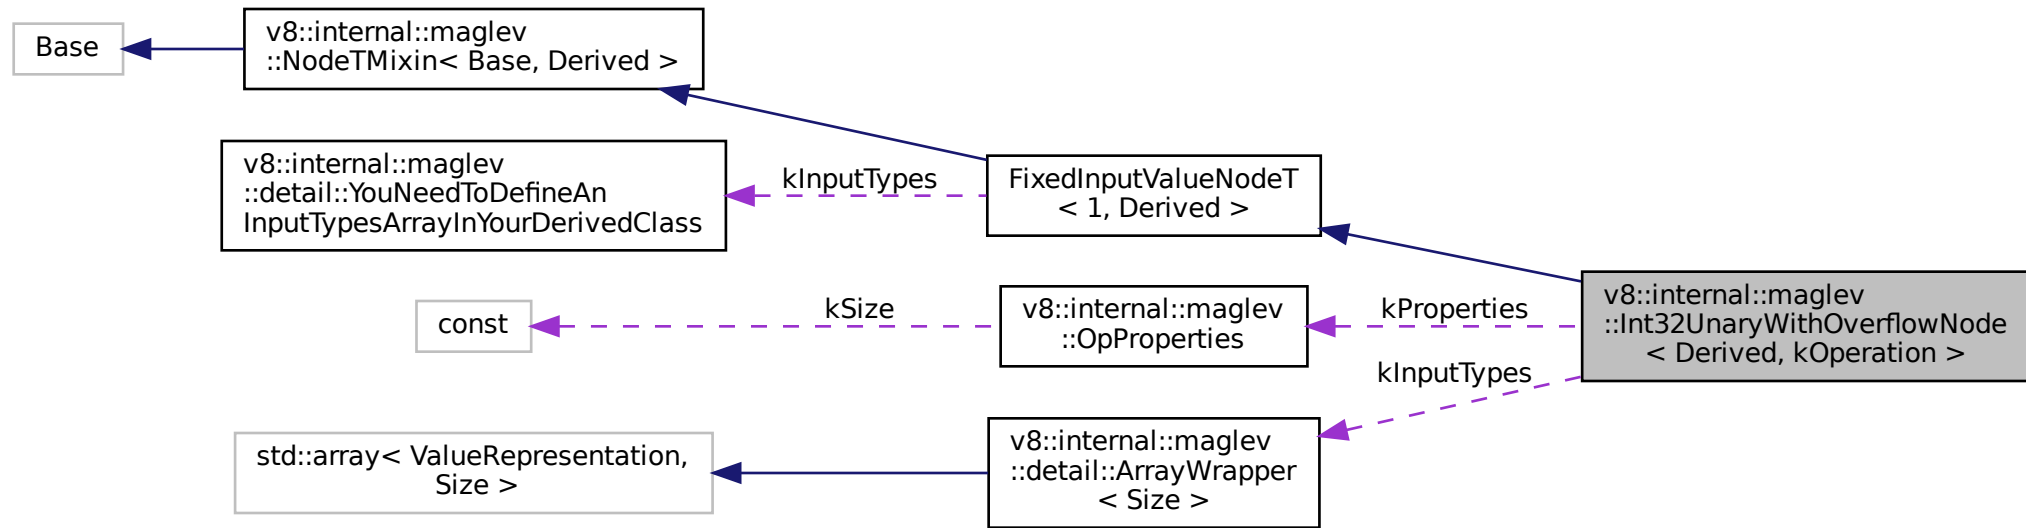 Base
v8::internal::maglev
::NodeTMixin< Base, Derived >
v8::internal::maglev
::detail::YouNeedToDefineAn
InputTypesArrayInYourDerivedClass
kInputTypes
FixedInputValueNodeT
< 1, Derived >
const
kSize
v8::internal::maglev
::OpProperties
kProperties
kInputTypes
v8::internal::maglev
::Int32UnaryWithOverflowNode
< Derived, kOperation >
std::array< ValueRepresentation,
Size >
v8::internal::maglev
::detail::ArrayWrapper
< Size >